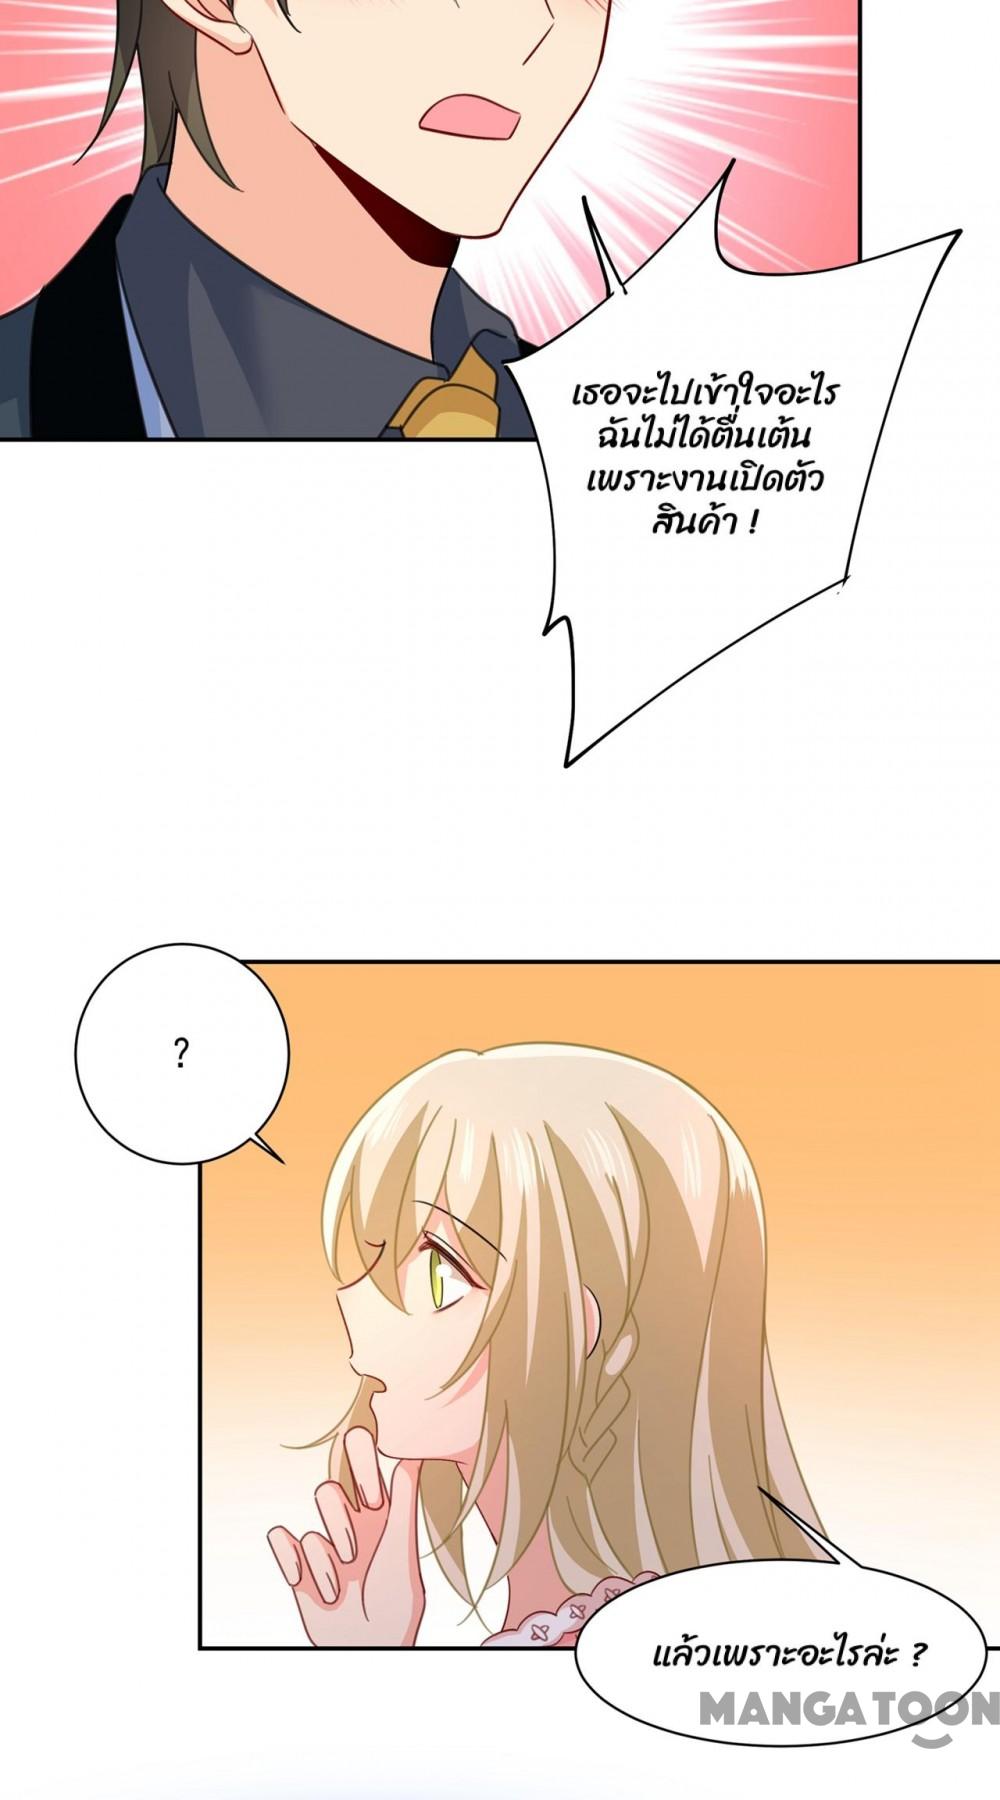 เธอจะไปเข้าใจอะไร
ฉันไม่ได้ตื่นเต้น
เพราะงานเปิดตัว
สินค้า !
?
แล้วเพราะอะไรล่ะ ?
MANGATOON